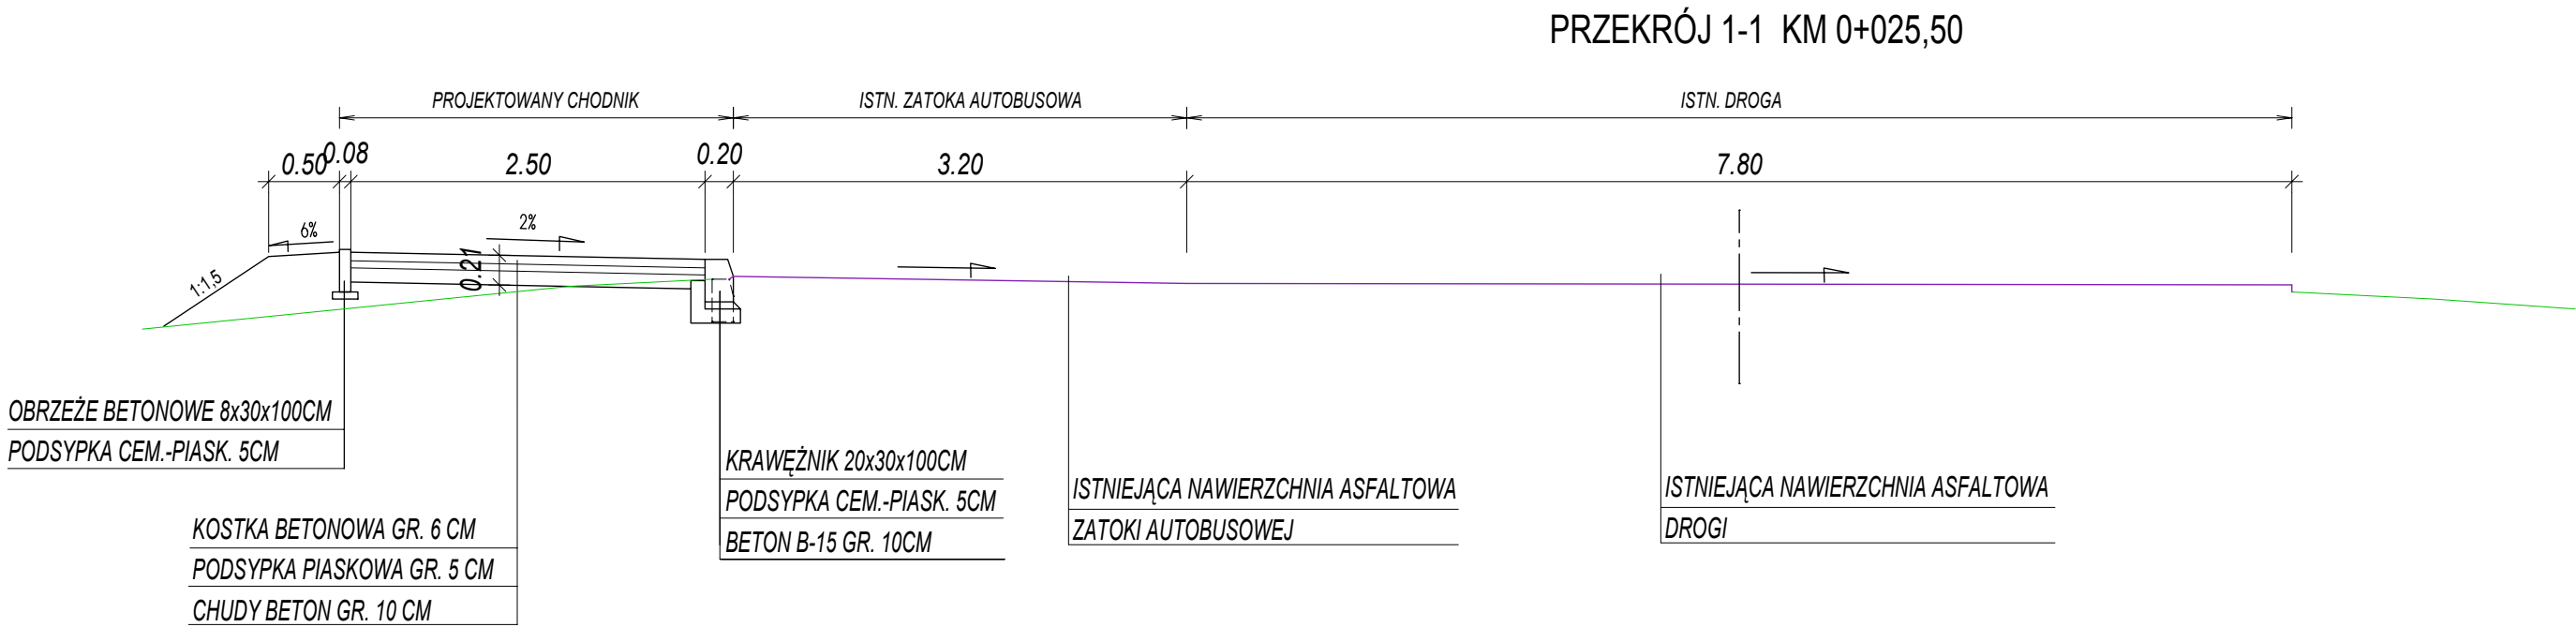 PRZEKRÓJ 1-1 KM 0+025,50
PROJEKTOWANY CHODNIK
ISTN. ZATOKA AUTOBUSOWA
ISTN. DROGA
0.50
0.08
2.50
0.20
3.20
7.80
6%
2%
1:1,5
0.21
OBRZEŻE BETONOWE 8x30x100CM
PODSYPKA CEM.-PIASK. 5CM
KOSTKA BETONOWA GR. 6 CM
PODSYPKA PIASKOWA GR. 5 CM
CHUDY BETON GR. 10 CM
KRAWĘŻNIK 20x30x100CM
PODSYPKA CEM.-PIASK. 5CM
BETON B-15 GR. 10CM
ISTNIEJĄCA NAWIERZCHNIA ASFALTOWA
ZATOKI AUTOBUSOWEJ
ISTNIEJĄCA NAWIERZCHNIA ASFALTOWA
DROGI